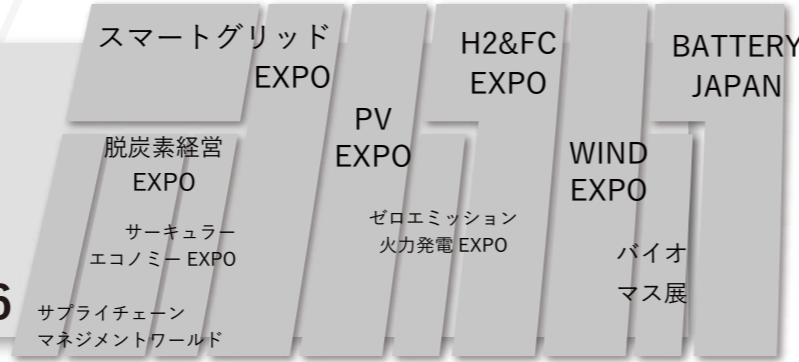 スマートグリッド
EXPO
H2&FC
EXPO
BATTERY
JAPAN
PV
EXPO
脱炭素経営
EXPO
WIND
EXPO
ゼロエミッション
火力発電 EXPO
サーキュラー
エコノミー EXPO
バイオ
マス展
6
サプライチェーン
マネジメントワールド